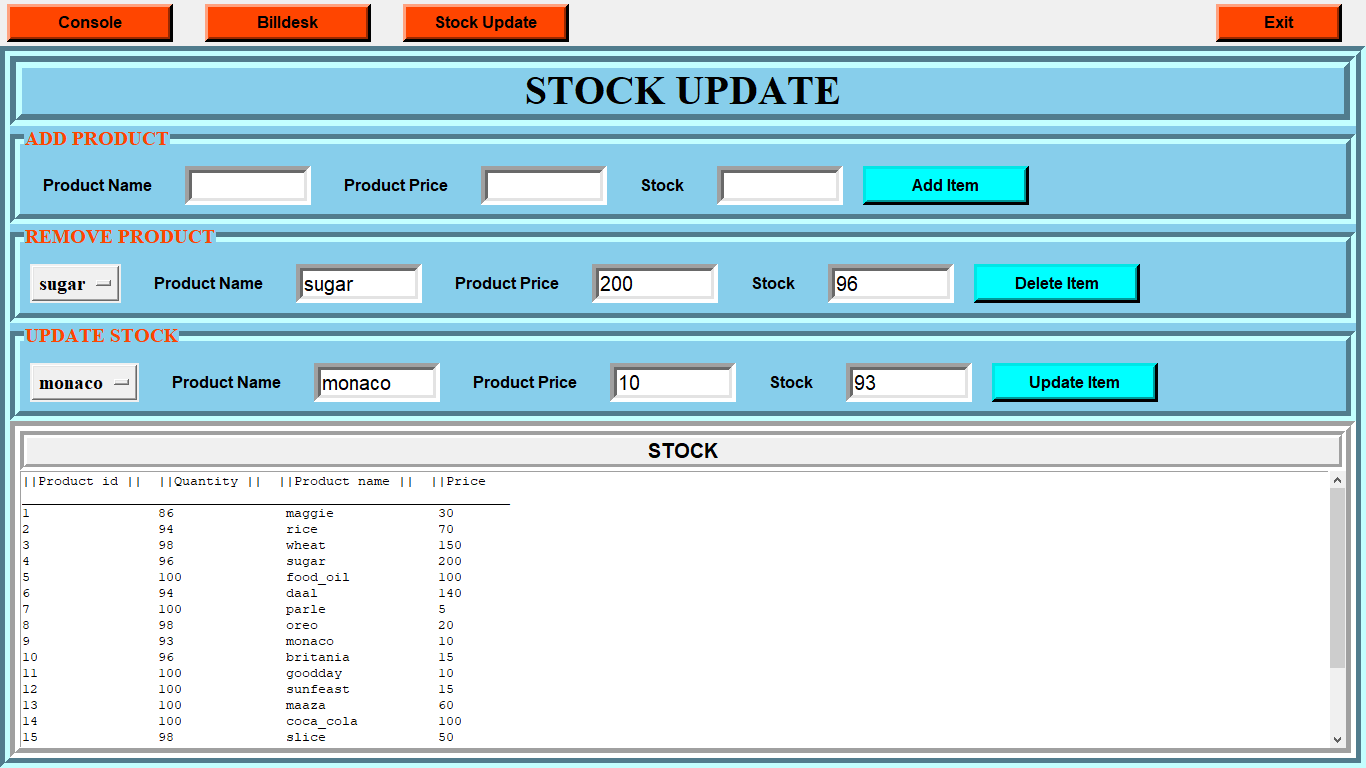 Console Billdesk Stock Update Exit
STOCK UPDATE
ADD PRODUCT
Product Name Product Price Stock Add Item
REMOVE PRODUCT
sugar Product Name sugar Product Price 200 Stock 96 Delete Item
UPDATE STOCK
monaco Product Name monaco Product Price 10 Stock 93 Update Item
STOCK
||Product id || ||Quantity || ||Product name || ||Price
1 86 maggie 30
2 94 rice 70
3 98 wheat 150
4 96 sugar 200
5 100 food_oil 100
6 94 daal 140
7 100 parle 5
8 98 oreo 20
9 93 monaco 10
10 96 britania 15
11 100 goodday 10
12 100 sunfeast 15
13 100 maaza 60
14 100 coca_cola 100
15 98 slice 50